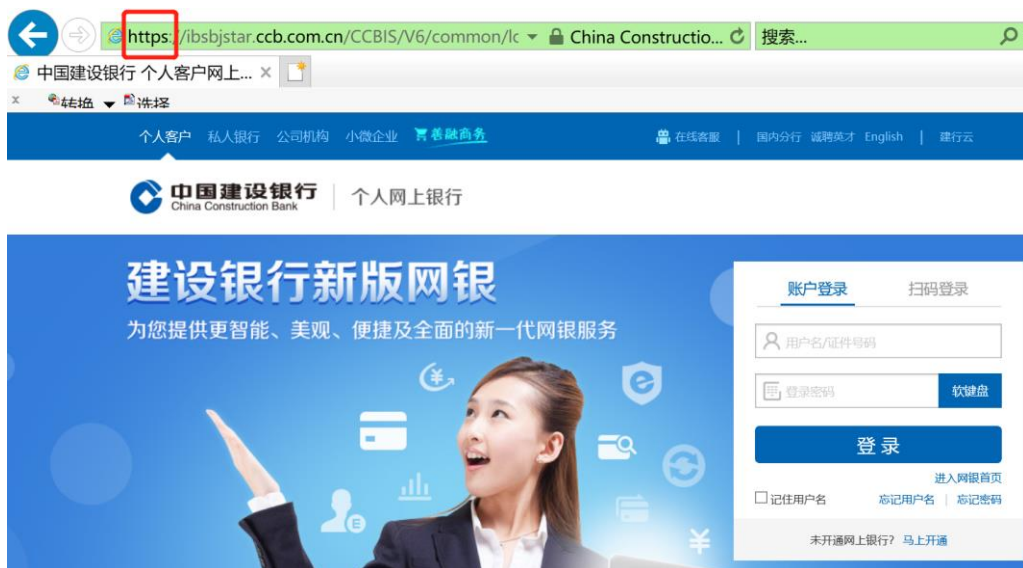 https://ibsbjstar.ccb.com.cn/CCBIS/V6/common/lc China Constructio... 搜索...
中国建设银行 个人客户网上... ×
x 转换 选择
个人客户 私人银行 公司机构 小微企业 善融商务 在线客服 | 国内分行 诚聘英才 English | 建行云
中国建设银行 个人网上银行
China Construction Bank
建设银行新版网银
为您提供更智能、美观、便捷及全面的新一代网银服务
账户登录 扫码登录
用户名/证件号码
登录密码 软键盘
登 录
进入网银首页
记住用户名 忘记用户名 | 忘记密码
未开通网上银行? 马上开通